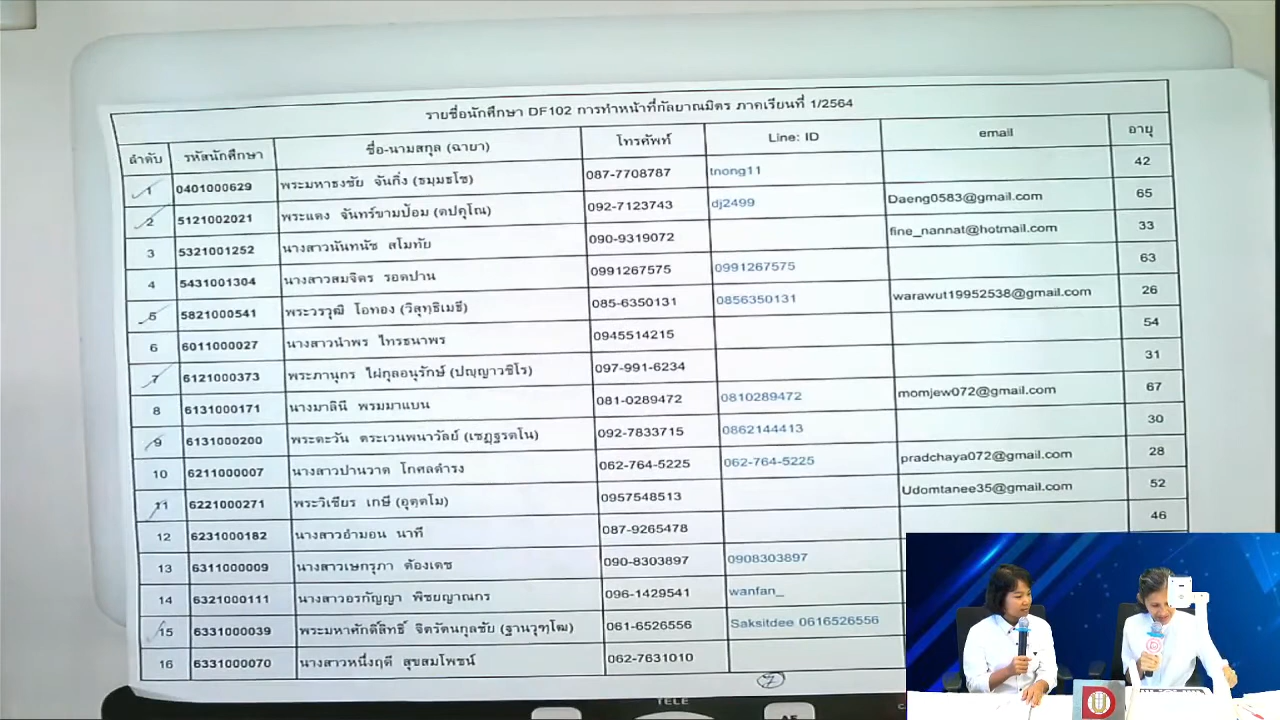 รายชื่อนักศึกษา DF102 การทำหน้าที่กัลยาณมิตร ภาคเรียนที่ 1/2564
ลำดับ รหัสนักศึกษา ชื่อ-นามสกุล (ฉายา) โทรศัพท์ Line: ID email อายุ
1 0401000629 พระมหาธงชัย จันกิ่ง (ธมฺมธโช) 087-7708787 tnong11 42
2 5121002021 พระแดง จันทร์ขามป้อม (ตปคุโณ) 092-7123743 dj2499 Daeng0583@gmail.com 65
3 5321001252 นางสาวนันทนัช สโมทัย 090-9319072 fine_nannat@hotmail.com 33
4 5431001304 นางสาวสมจิตร รอดปาน 0991267575 0991267575 63
5 5821000541 พระวรวุฒิ โอทอง (วิสุทฺธิเมธี) 085-6350131 0856350131 warawut19952538@gmail.com 26
6 6011000027 นางสาวนำพร ไทรธนาพร 0945514215 54
7 6121000373 พระภานุกร ใฝกุลอนุรักษ์ (ปญฺญาวชิโร) 097-991-6234 31
8 6131000171 นางมาลินี พรมมาแบน 081-0289472 0810289472 momjew072@gmail.com 67
9 6131000200 พระตะวัน ตระเวนพนาวัลย์ (เชฏฺฐรตโน) 092-7833715 0862144413 30
10 6211000007 นางสาวปานวาด โกศลดำรง 062-764-5225 062-764-5225 pradchaya072@gmail.com 28
11 6221000271 พระวิเชียร เกษี (อุตฺตโม) 0957548513 Udomtanee35@gmail.com 52
12 6231000182 นางสาวอำมอน นาที 087-9265478 46
13 6311000009 นางสาวเษกรุภา ต้องเดช 090-8303897 0908303897
14 6321000111 นางสาวอรกัญญา พิชยญาณกร 096-1429541 wanfan_
15 6331000039 พระมหาศักดิ์สิทธิ์ จิตรัตนกุลชัย (ฐานวุฑฺโฒ) 061-6526556 Saksitdee 0616526556
16 6331000070 นางสาวหนึ่งฤดี สุขสมโพชน์ 062-7631010
7
TELE